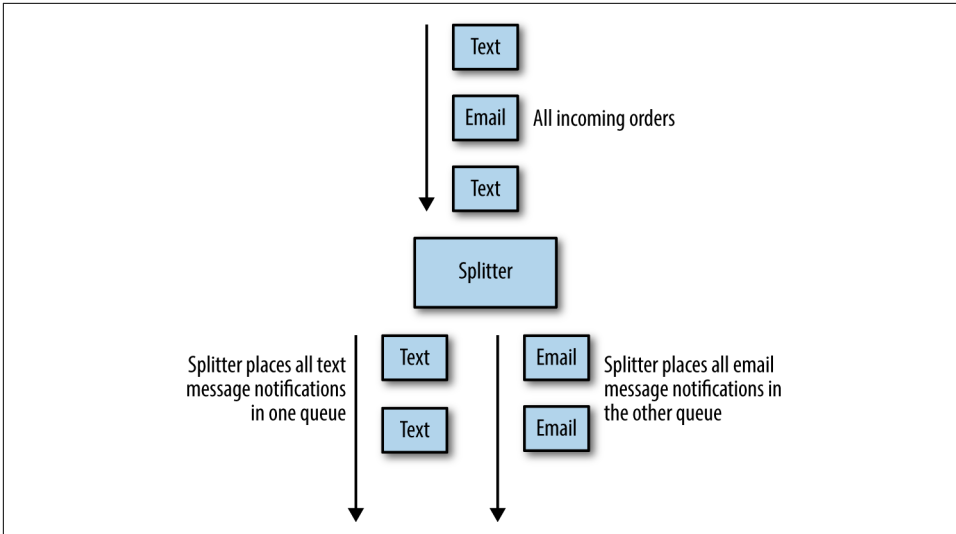 Text
Email
All incoming orders
Text
Splitter
Splitter places all text
message notifications
in one queue
Text
Text
Email
Email
Splitter places all email
message notifications in
the other queue